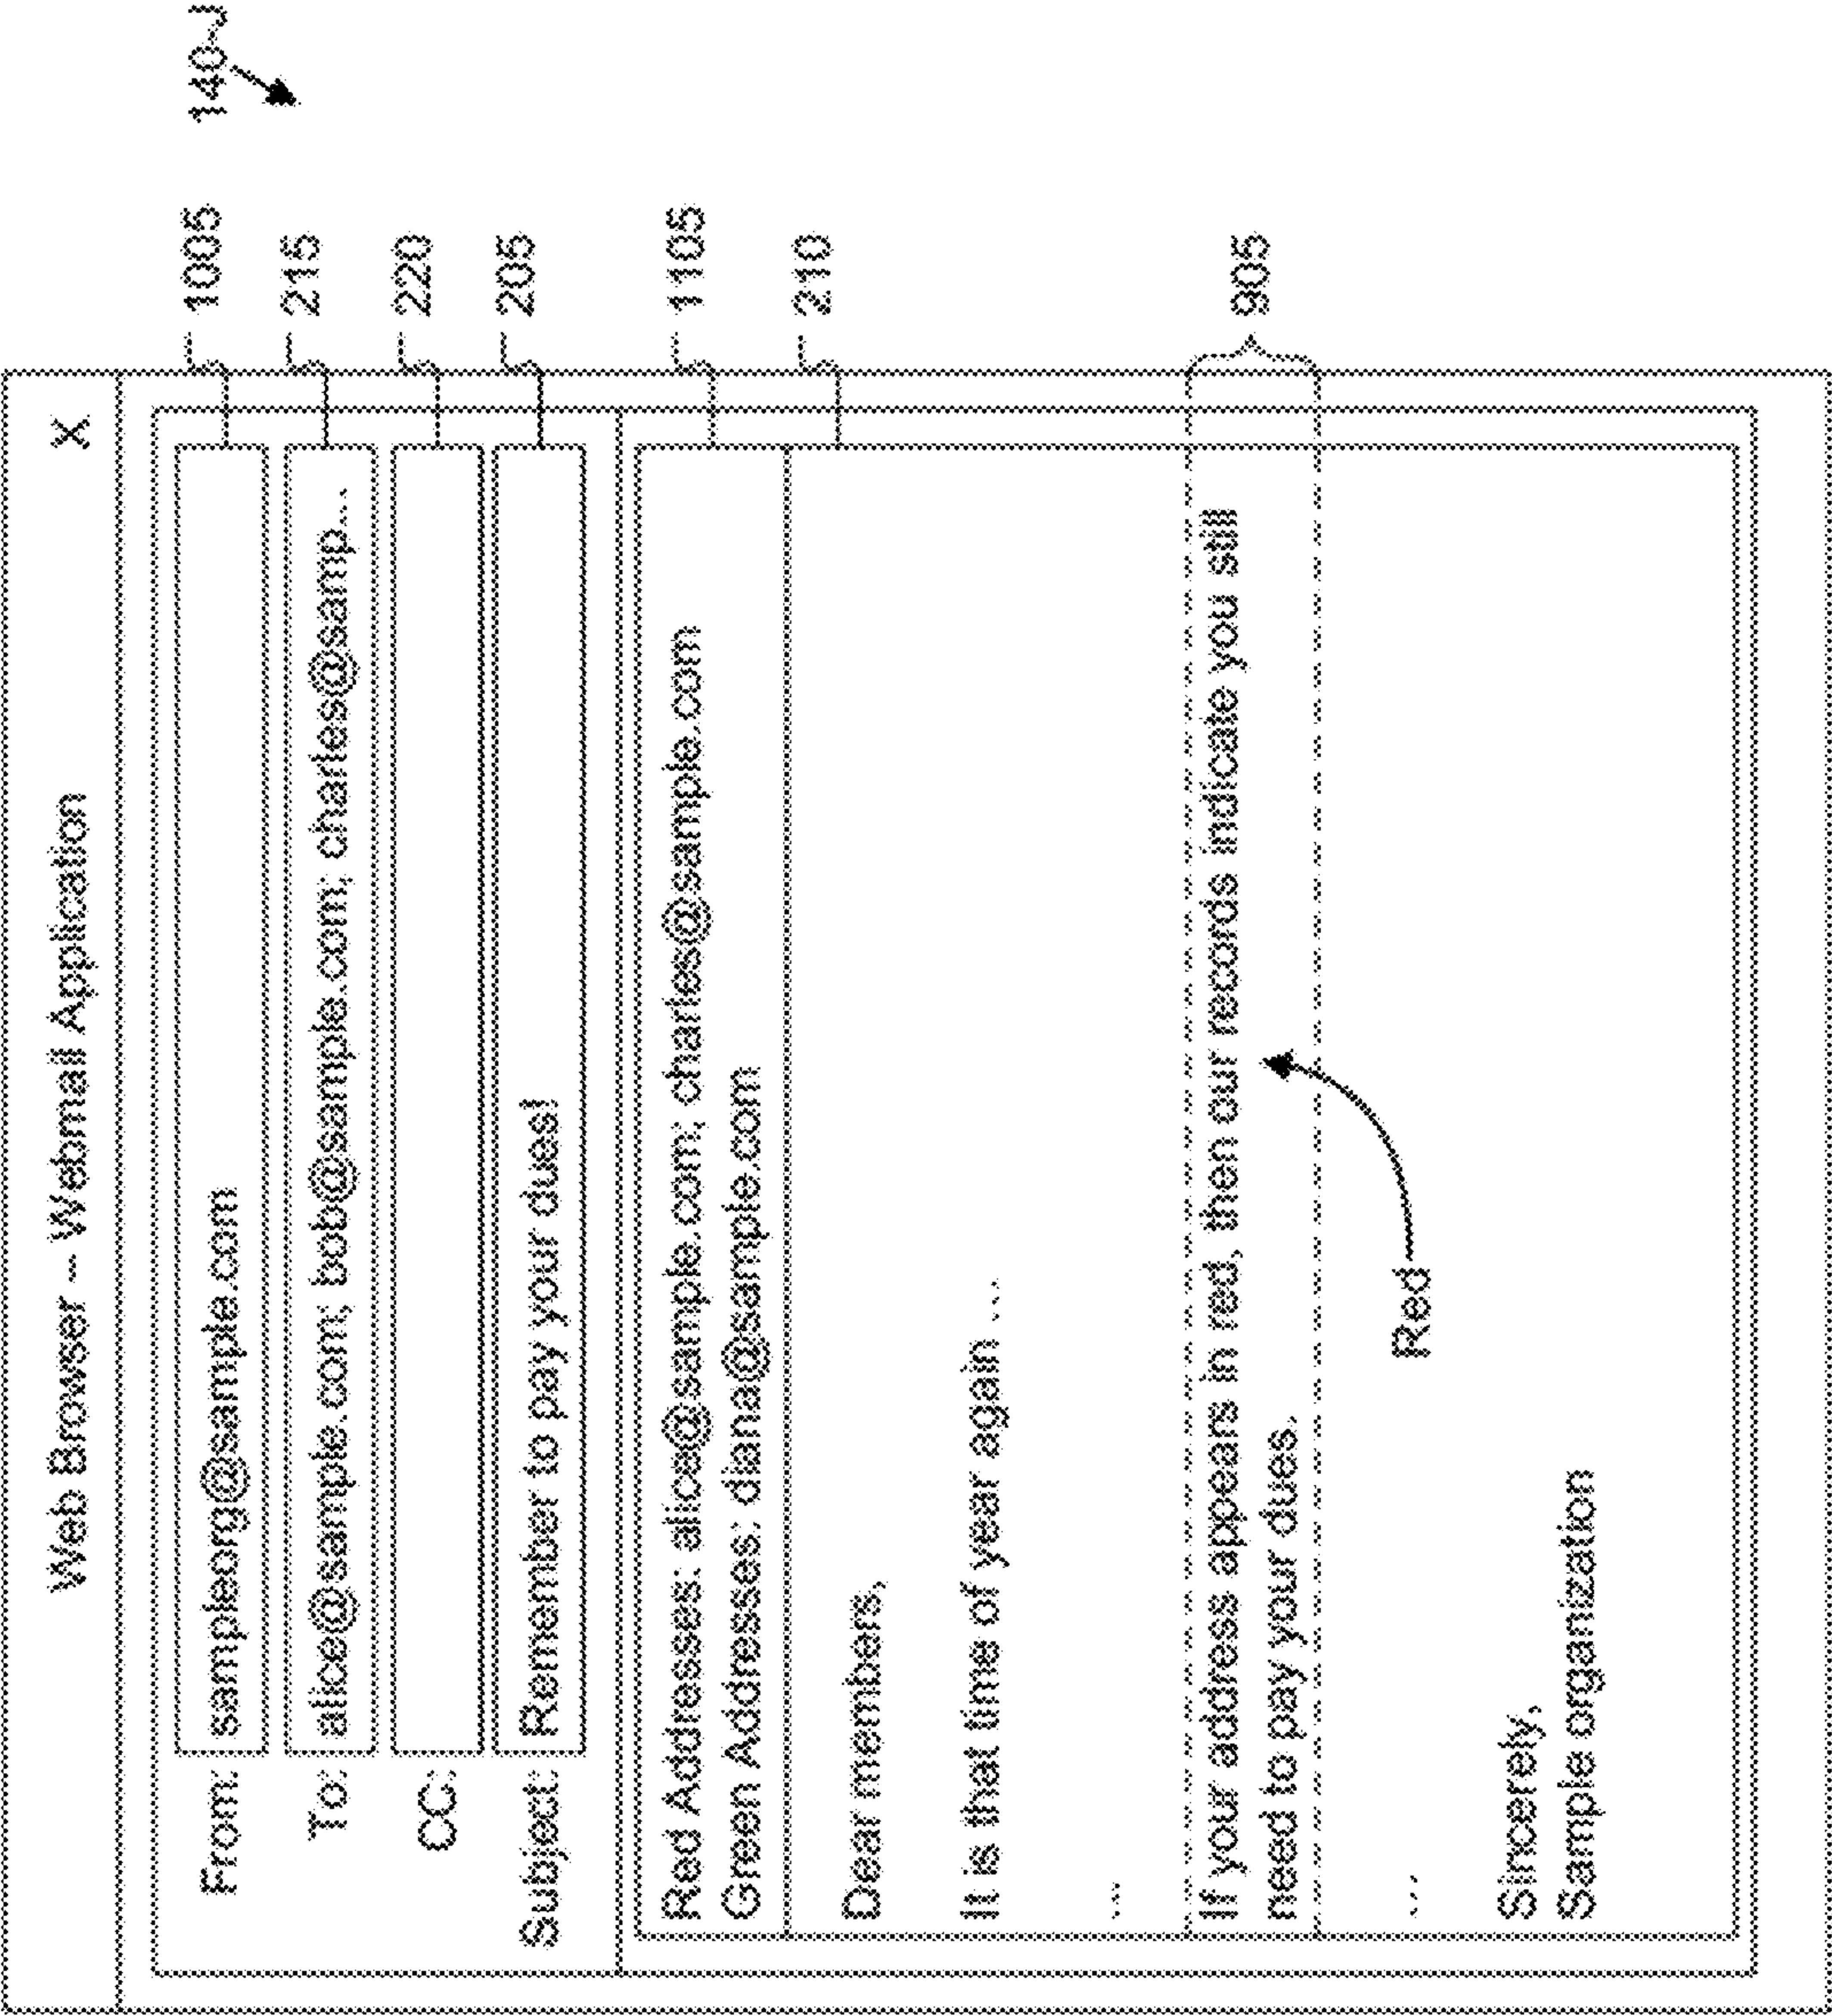 140-J
Web Browser -- Webmail Application X
From: sampleorg@sample.com 1005
To: alice@sample.com; bob@sample.com; charles@samp... 215
CC: 220
Subject: Remember to pay your dues! 205
Red Addresses: alice@sample.com; charles@sample.com 1105
Green Addresses: diana@sample.com
210
Dear members,
It is that time of year again ...
...
If your address appears in red, then our records indicate you still
need to pay your dues.
905
Red
...
Sincerely,
Sample organization